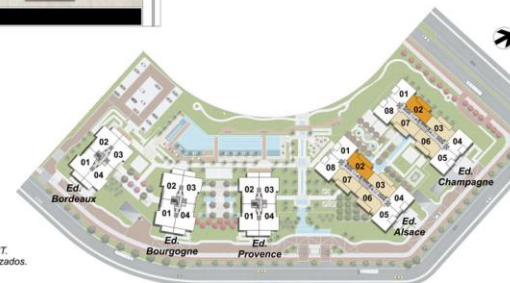 01
02
08
03
07
06
04
05
Ed.
Champagne
01
02
08
03
07
06
04
05
Ed.
Alsace
02
03
01
04
Ed.
Bordeaux
02
03
01
04
Ed.
Bourgogne
02
03
01
04
Ed.
Provence
T.
zados.